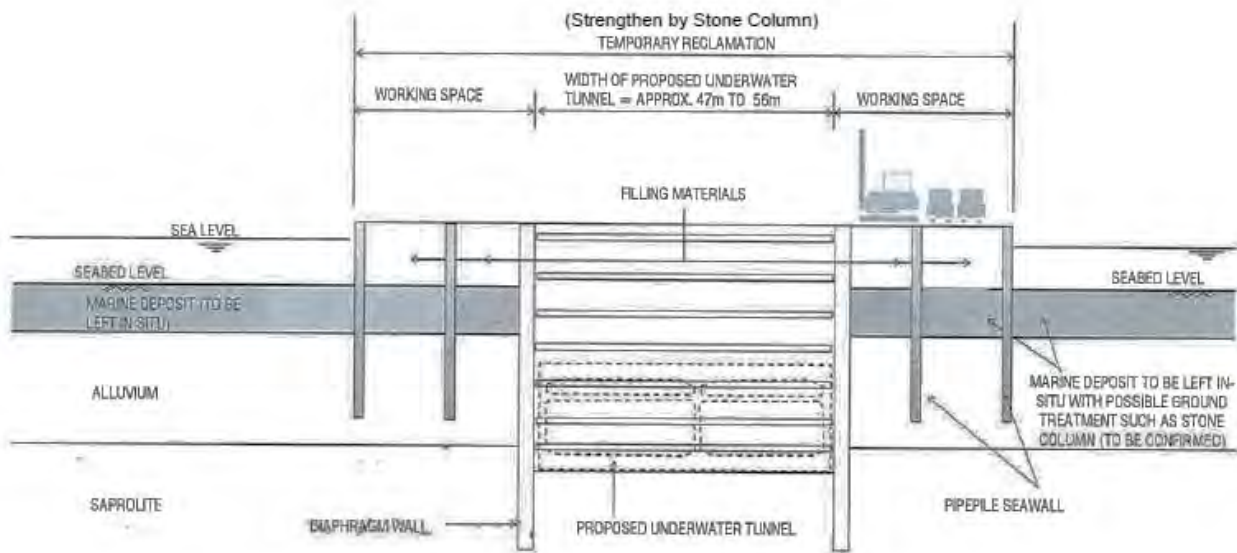 (Strengthen by Stone Column)
TEMPORARY RECLAMATION
WORKING SPACE
WIDTH OF PROPOSED UNDERWATER
TUNNEL = APPROX. 47m TO 56m
WORKING SPACE
FILLING MATERIALS
SEA LEVEL
SEABED LEVEL
SEABED LEVEL
MARINE DEPOSIT (TO BE
LEFT IN SITU)
ALLUVIUM
MARINE DEPOSIT TO BE LEFT IN-
SITU WITH POSSIBLE GROUND
TREATMENT SUCH AS STONE
COLUMN (TO BE CONFIRMED)
SAPROLITE
DIAPHRAGM WALL
PROPOSED UNDERWATER TUNNEL
PIPEPILE SEAWALL